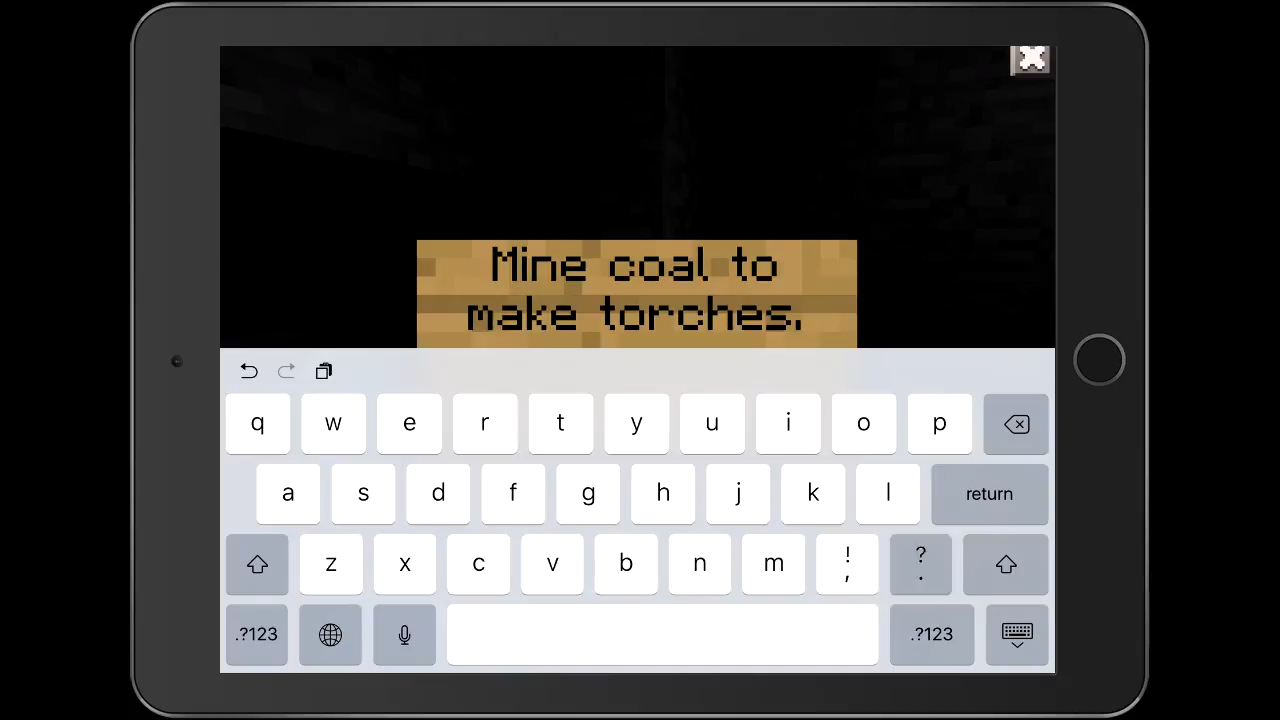 Mine coal to
make torches.
q w e r t y u i o p
a s d f g h j k l return
z x c v b n m ! , ? .
.?123 .?123